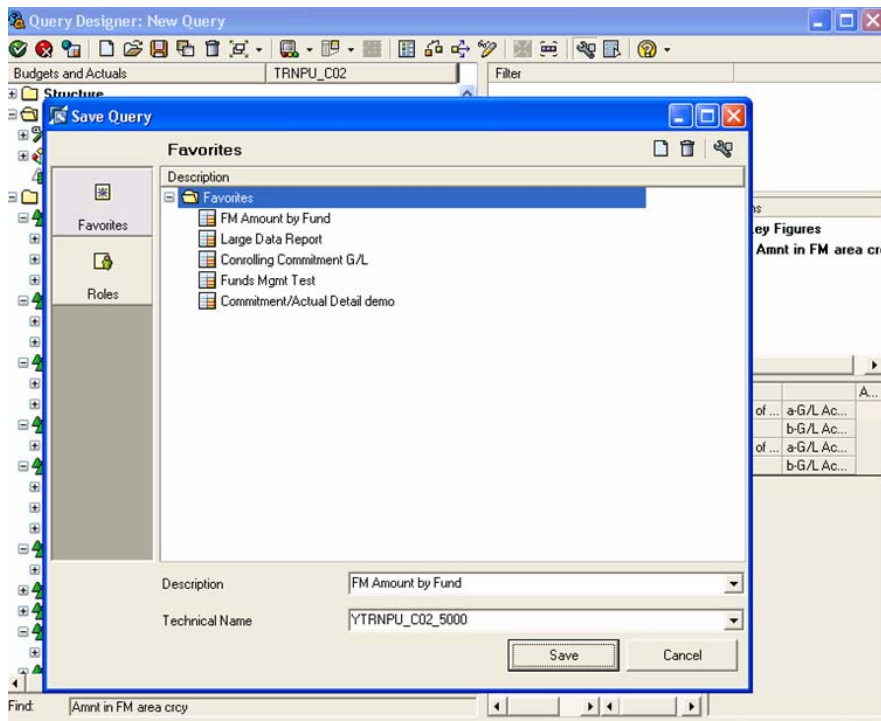 Query Designer: New Query
Budgets and Actuals TRNPU_C02 Filter
Structure
Save Query
Favorites
Description
Favorites
Favorites
FM Amount by Fund
Large Data Report
Conrolling Commitment G/L
Roles
Funds Mgmt Test
Commitment/Actual Detail demo
ey Figures
Amnt in FM area cr
A...
of ... a-G/L Ac...
b-G/L Ac...
of ... a-G/L Ac...
b-G/L Ac...
Description FM Amount by Fund
Technical Name YTRNPU_C02_5000
Save Cancel
Find: Amnt in FM area crcy